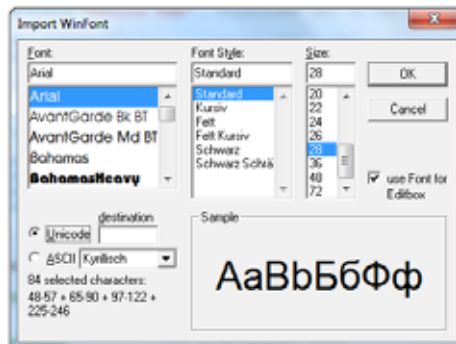 Import WinFont
Font:
Arial
Arial
AvantGarde Bk BT
AvantGarde Md BT
Bahamas
BahamasHeavy
Font Style:
Standard
Standard
Kursiv
Fett
Fett Kursiv
Schwarz
Schwarz Schrä
Size:
28
20
22
24
26
28
36
48
72
OK
Cancel
use Font for
Editbox
destination
Unicode
ASCII
Kyrillisch
84 selected characters:
48-57 + 65-90 + 97-122 +
225-246
Sample
AaBbБбФф